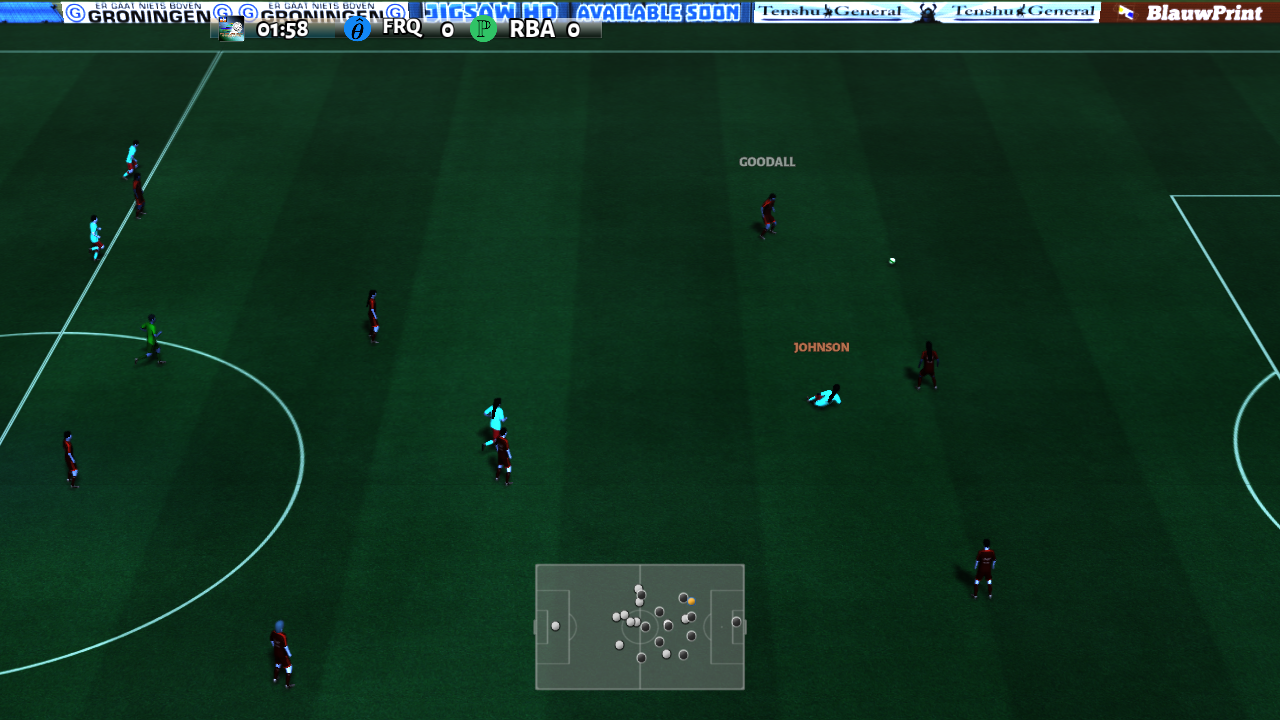 ER GAAT NIETS BOVEN
G GRONINGEN G
ER GAAT NIETS BOVEN
G GRONINGEN G
JIGSAW HD
AVAILABLE SOON
Tenshu General
Tenshu General
BlauwPrint
01:58 FRQ 0 P RBA 0
GOODALL
JOHNSON